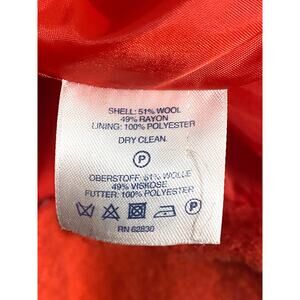 SHELL: 51% WOOL
49% RAYON
LINING: 100% POLYESTER
DRY CLEAN.
P
OBERSTOFF: 51% WOLLE
49% VISKOSE
FUTTER: 100% POLYESTER
P
RN 62830